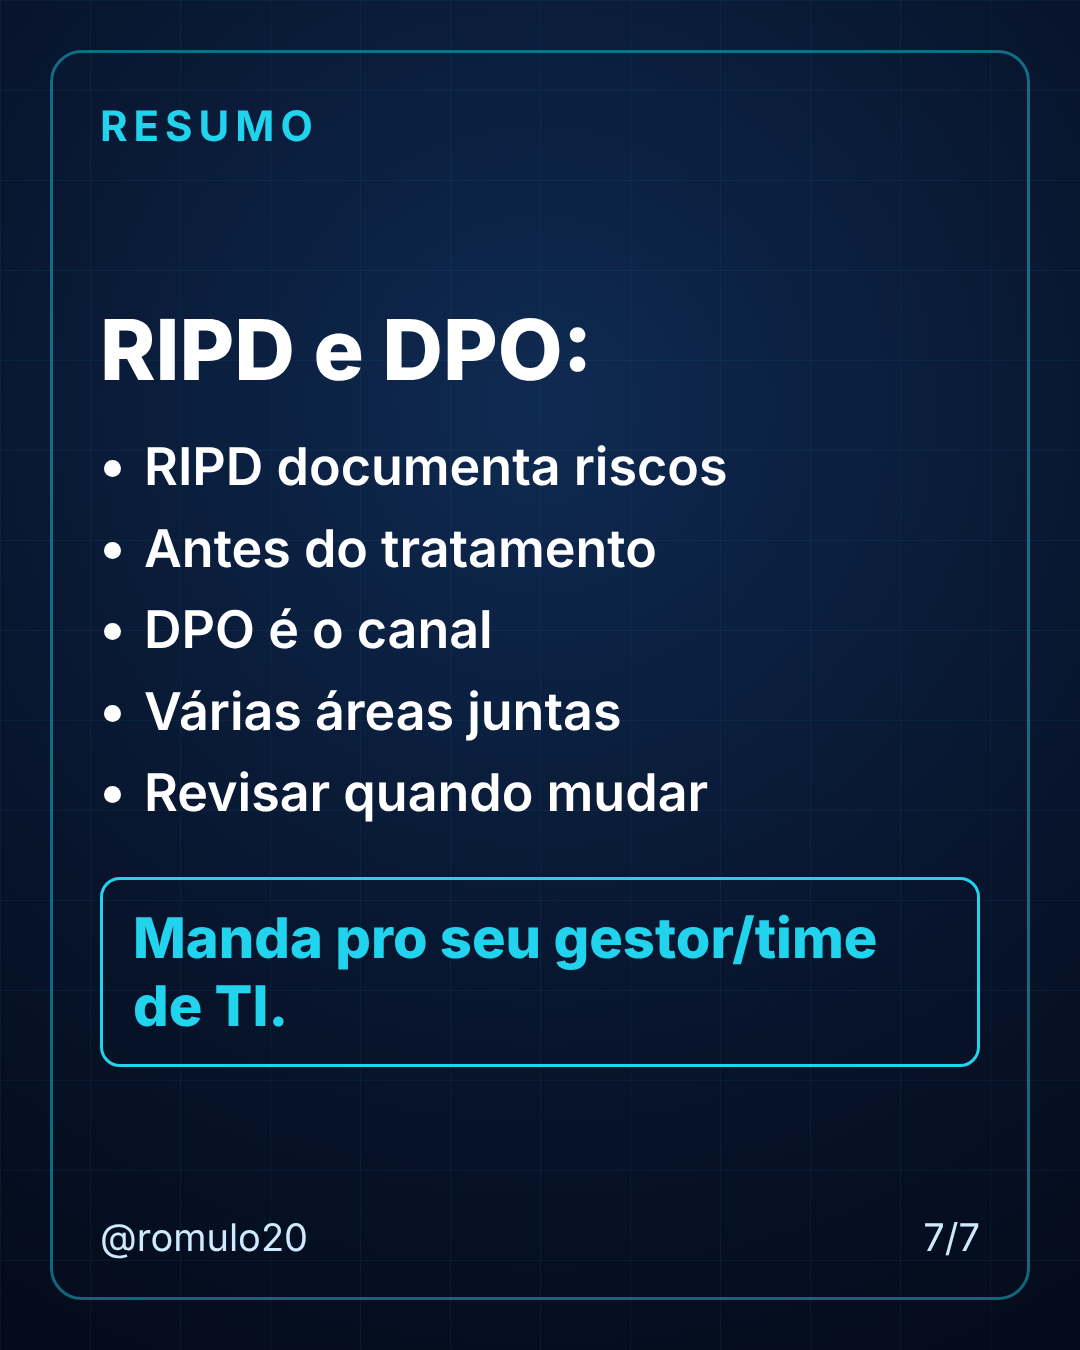 RESUMO
RIPD e DPO:
• RIPD documenta riscos
• Antes do tratamento
• DPO é o canal
• Várias áreas juntas
• Revisar quando mudar
Manda pro seu gestor/time
de TI.
@romulo20
7/7